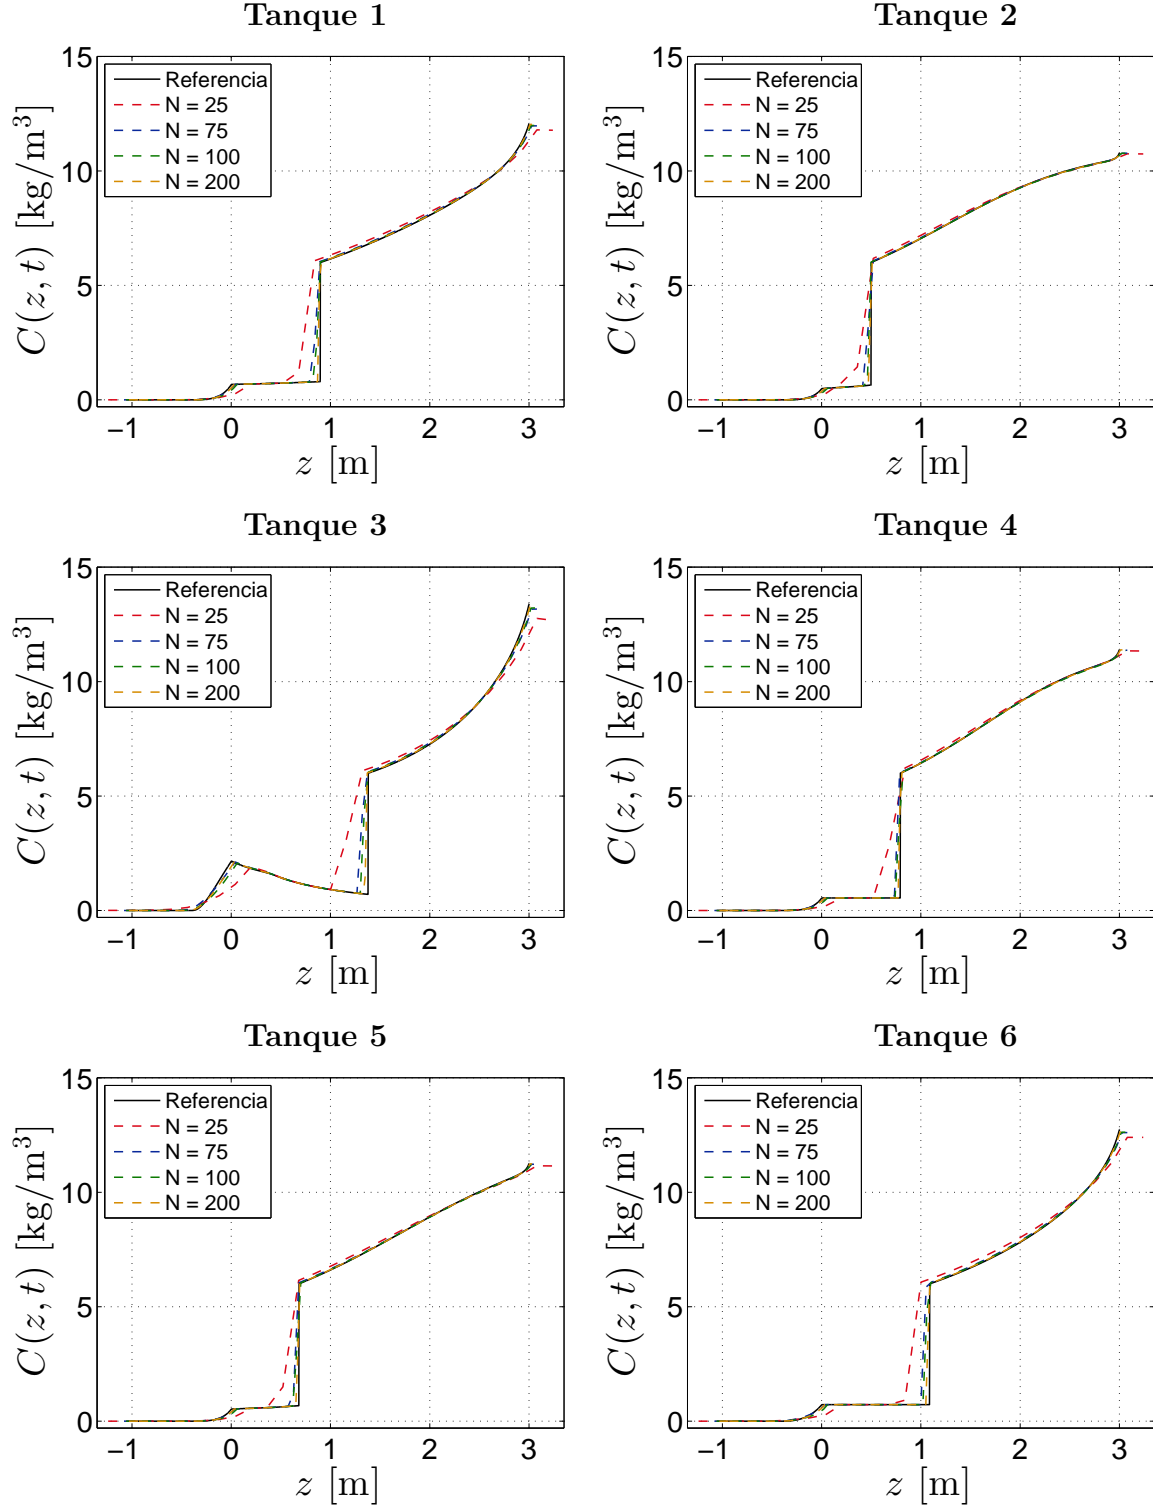 Tanque 1
15
10
5
0
C(z, t) [kg/m³]
Referencia
N = 25
N = 75
N = 100
N = 200
−1 0 1 2 3
z [m]
Tanque 2
15
10
5
0
C(z, t) [kg/m³]
Referencia
N = 25
N = 75
N = 100
N = 200
−1 0 1 2 3
z [m]
Tanque 3
15
10
5
0
C(z, t) [kg/m³]
Referencia
N = 25
N = 75
N = 100
N = 200
−1 0 1 2 3
z [m]
Tanque 4
15
10
5
0
C(z, t) [kg/m³]
Referencia
N = 25
N = 75
N = 100
N = 200
−1 0 1 2 3
z [m]
Tanque 5
15
10
5
0
C(z, t) [kg/m³]
Referencia
N = 25
N = 75
N = 100
N = 200
−1 0 1 2 3
z [m]
Tanque 6
15
10
5
0
C(z, t) [kg/m³]
Referencia
N = 25
N = 75
N = 100
N = 200
−1 0 1 2 3
z [m]